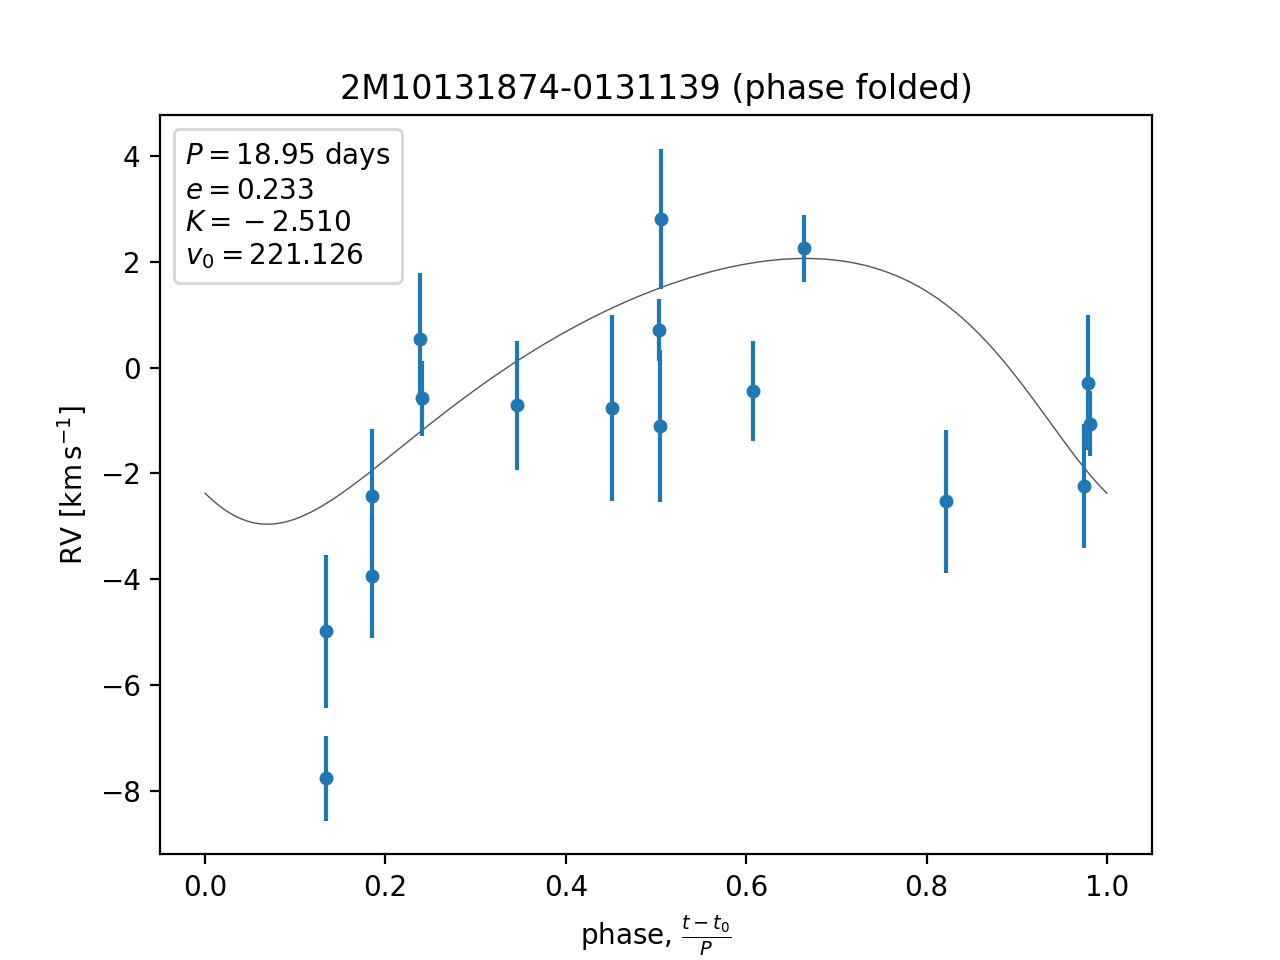 2M10131874-0131139 (phase folded)
P = 18.95 days
e = 0.233
K = −2.510
v₀ = 221.126
4
2
0
−2
−4
−6
−8
RV [km s⁻¹]
0.0 0.2 0.4 0.6 0.8 1.0
phase, (t − t₀)/P